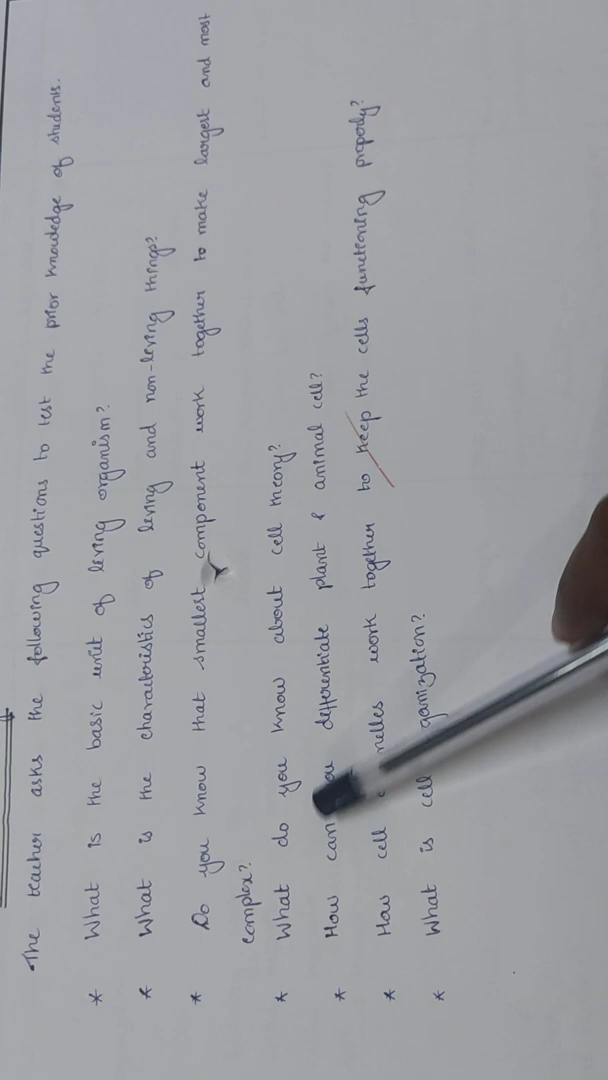 The teacher asks the following questions to test the prior knowledge of students.
* What is the basic unit of living organism?
* What is the characteristics of living and non-living things?
* Do you know that smallest component work together to make largest and most
complex?
* What do you know about cell theory?
* How can ou differentiate plant & animal cell?
* How cell nelles work together to keep the cells functioning properly?
* What is cell ganization?